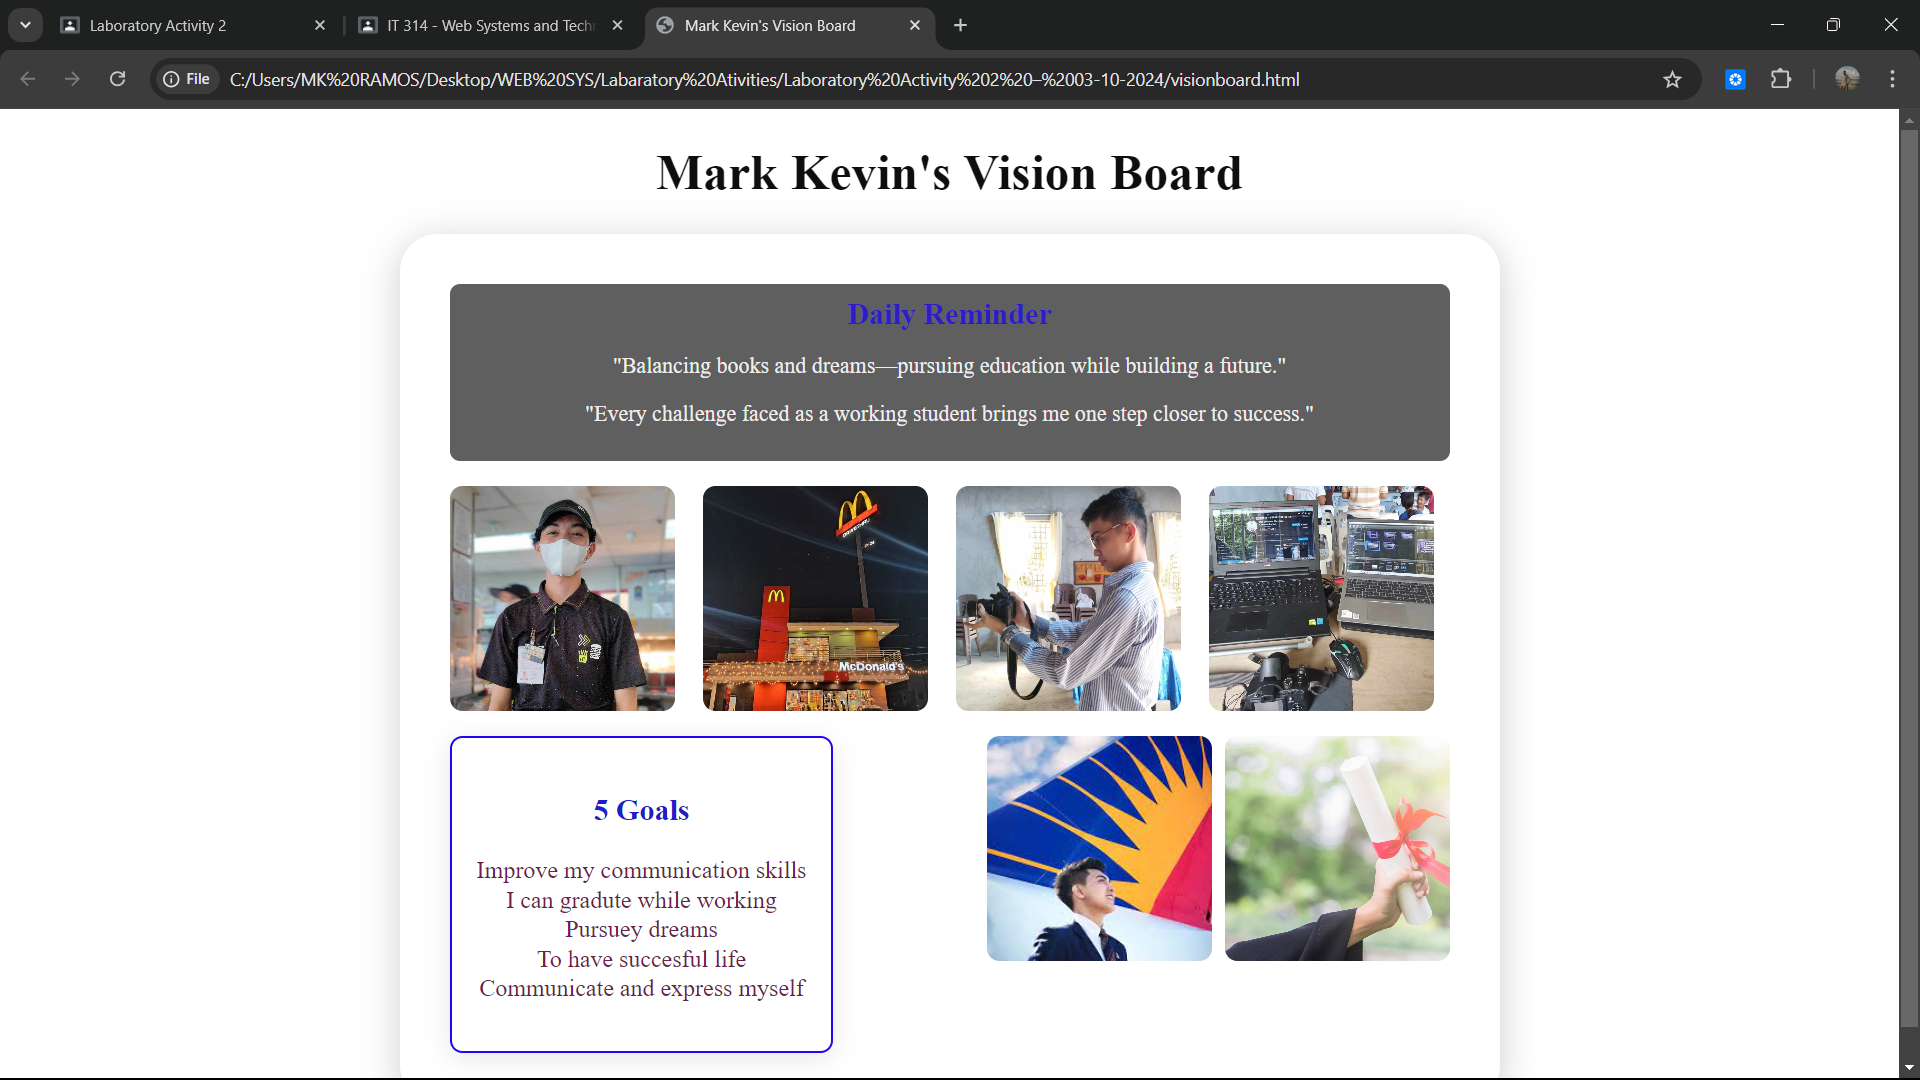 Laboratory Activity 2
IT 314 - Web Systems and Techn
Mark Kevin's Vision Board
File
C:/Users/MK%20RAMOS/Desktop/WEB%20SYS/Labaratory%20Ativities/Laboratory%20Activity%202%20–%2003-10-2024/visionboard.html
Mark Kevin's Vision Board
Daily Reminder
"Balancing books and dreams—pursuing education while building a future."
"Every challenge faced as a working student brings me one step closer to success."
McDonald's
5 Goals
Improve my communication skills
I can gradute while working
Pursuey dreams
To have succesful life
Communicate and express myself